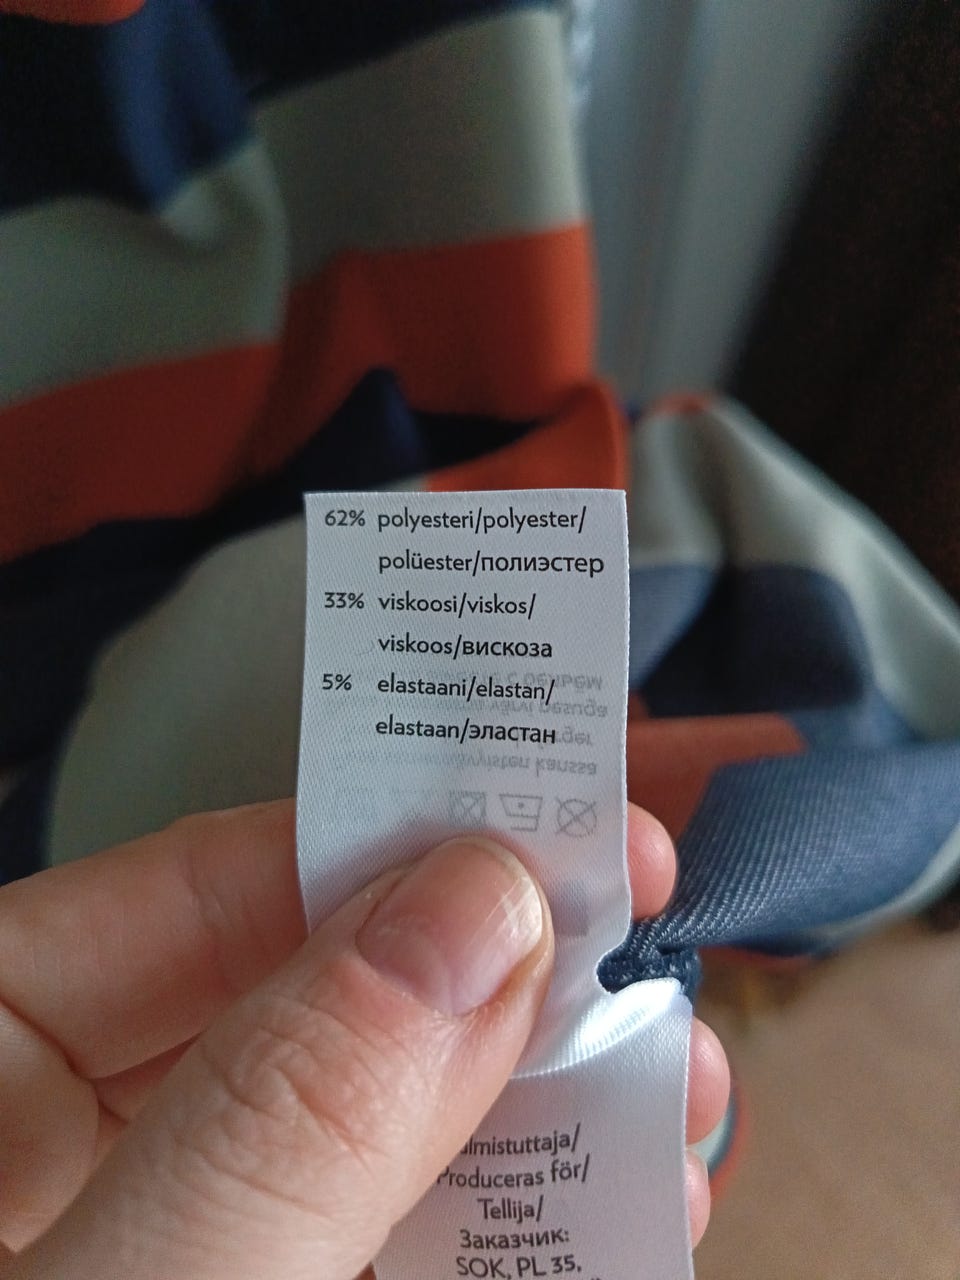 62% polyesteri/polyester/
polüester/полиэстер
33% viskoosi/viskos/
viskoos/вискоза
5% elastaani/elastan/
elastaan/эластан
Produceras för/
Tellija/
Заказчик:
SOK, PL 35,